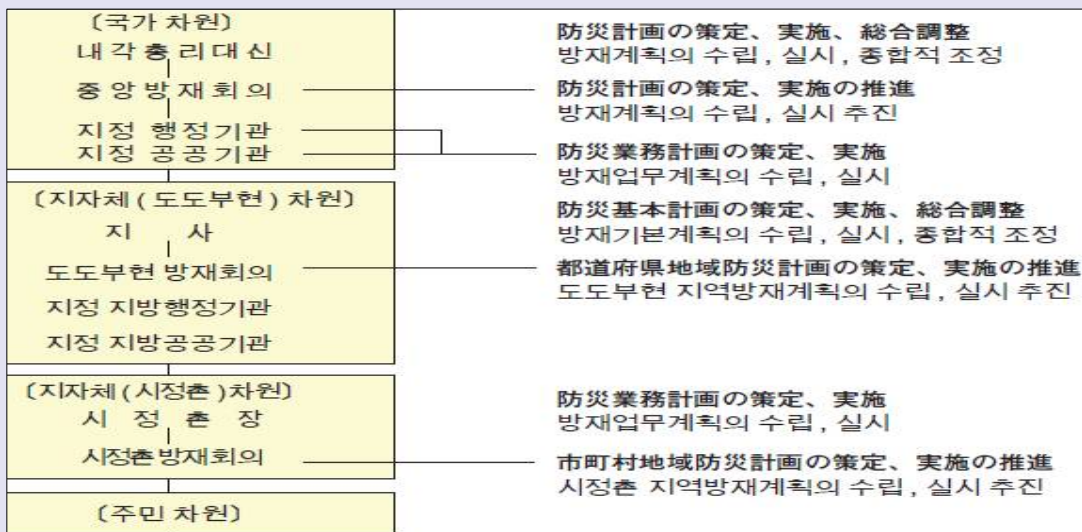 〔국가 차원〕
내각총리대신
중앙방재회의
지정 행정기관
지정 공공기관
防災計画の策定、実施、総合調整
방재계획의 수립 , 실시 , 종합적 조정
防災計画の策定、実施の推進
방재계획의 수립 , 실시 추진
防災業務計画の策定、実施
방재업무계획의 수립 , 실시
〔지자체 ( 도도부현 ) 차원〕
지 사
도도부현 방재회의
지정 지방행정기관
지정 지방공공기관
防災基本計画の策定、実施、総合調整
방재기본계획의 수립 , 실시 , 종합적 조정
都道府県地域防災計画の策定、実施の推進
도도부현 지역방재계획의 수립 , 실시 추진
〔지자체 ( 시정촌 ) 차원〕
시 정 촌 장
시정촌 방재회의
防災業務計画の策定、実施
방재업무계획의 수립 , 실시
市町村地域防災計画の策定、実施の推進
시정촌 지역방재계획의 수립 , 실시 추진
〔주민 차원〕